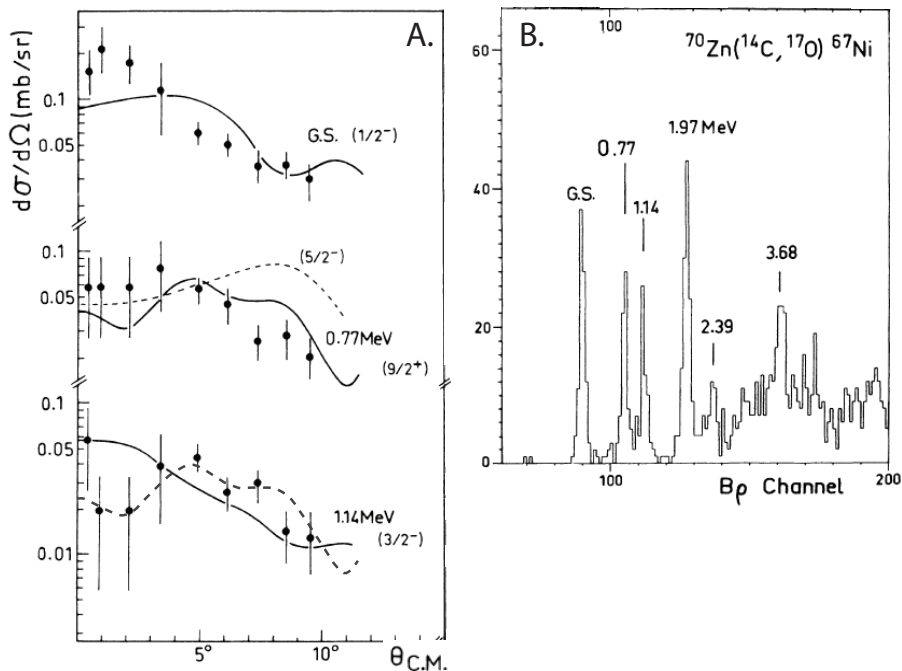 A.
dσ/dΩ (mb/sr)
0.1
0.05
G.S. (1/2⁻)
0.1
0.05
(5/2⁻)
0.77MeV
(9/2⁺)
0.05
0.01
1.14MeV
(3/2⁻)
5°
10°
θC.M.
B.
100
⁷⁰Zn(¹⁴C, ¹⁷O) ⁶⁷Ni
60
40
20
0
G.S.
0.77
1.14
1.97 MeV
2.39
3.68
100
200
Bρ Channel